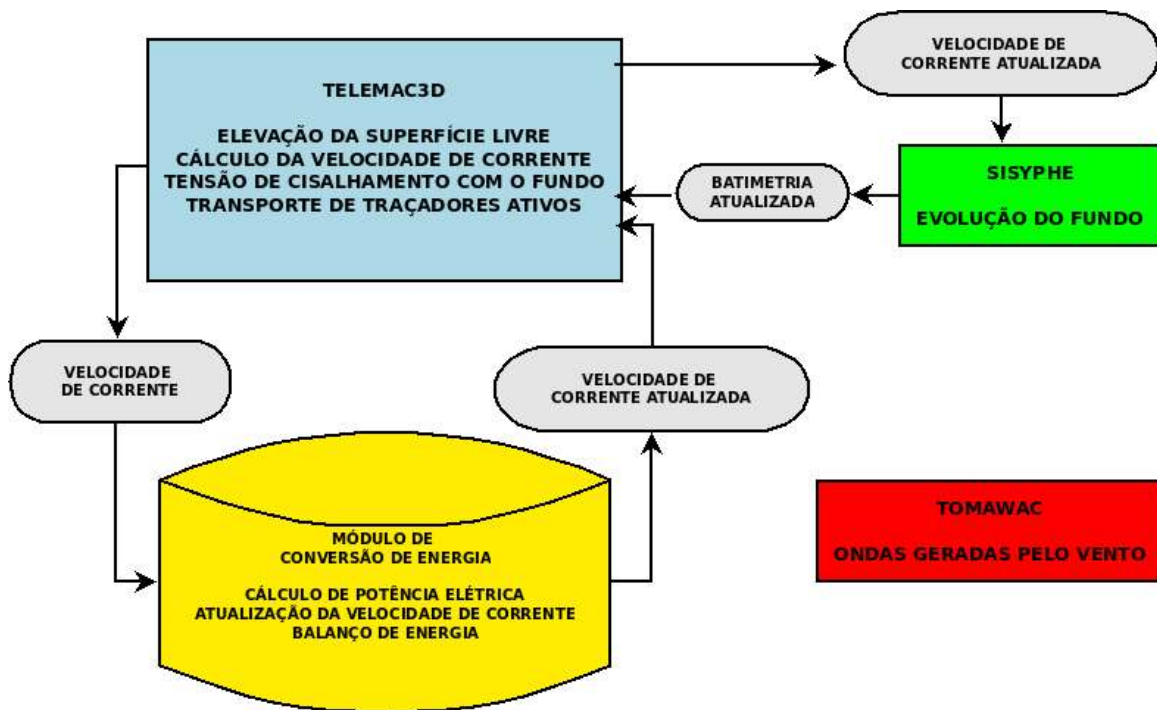 VELOCIDADE DE
CORRENTE ATUALIZADA
TELEMAC3D
ELEVAÇÃO DA SUPERFÍCIE LIVRE
CÁLCULO DA VELOCIDADE DE CORRENTE
TENSÃO DE CISALHAMENTO COM O FUNDO
TRANSPORTE DE TRAÇADORES ATIVOS
BATIMETRIA
ATUALIZADA
SISYPHE
EVOLUÇÃO DO FUNDO
VELOCIDADE
DE CORRENTE
VELOCIDADE DE
CORRENTE ATUALIZADA
MÓDULO DE
CONVERSÃO DE ENERGIA
CÁLCULO DE POTÊNCIA ELÉTRICA
ATUALIZAÇÃO DA VELOCIDADE DE CORRENTE
BALANÇO DE ENERGIA
TOMAWAC
ONDAS GERADAS PELO VENTO